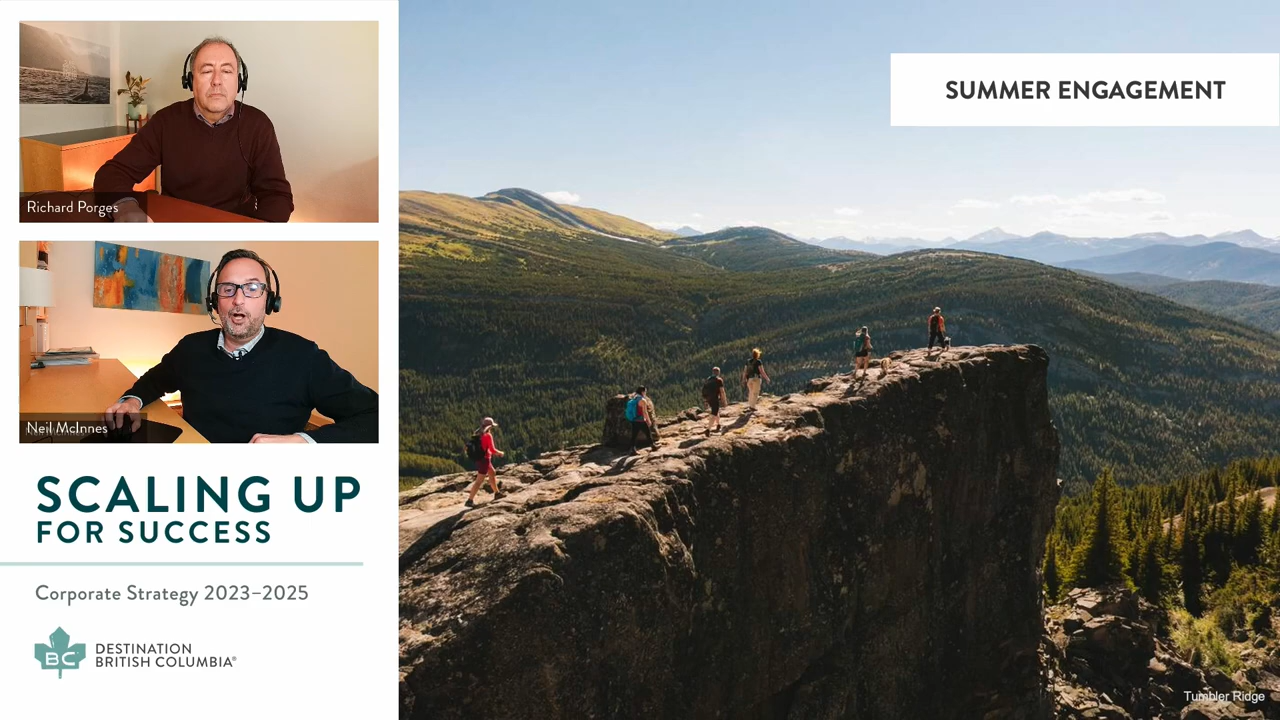 Richard Porges
Neil McInnes
SCALING UP
FOR SUCCESS
Corporate Strategy 2023–2025
BC
DESTINATION
BRITISH COLUMBIA®
SUMMER ENGAGEMENT
Tumbler Ridge